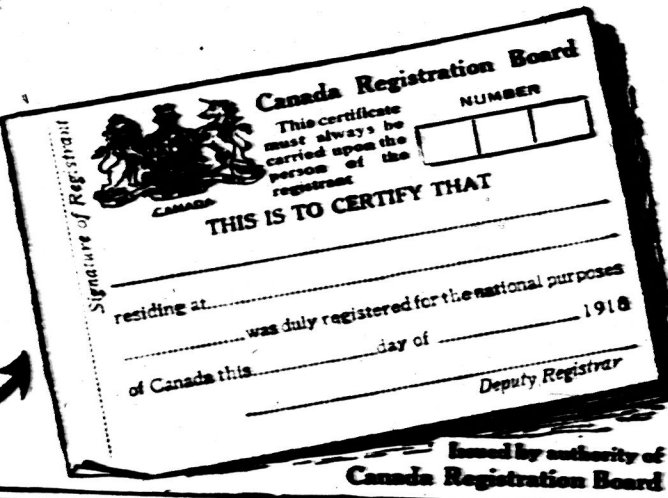 Canada Registration Board
This certificate
must always be
carried upon the
person of the
registrant
NUMBER
CANADA
THIS IS TO CERTIFY THAT
residing at
was duly registered for the national purposes
of Canada this day of 1918
Deputy Registrar
Signature of Registrant
Issued by authority of
Canada Registration Board